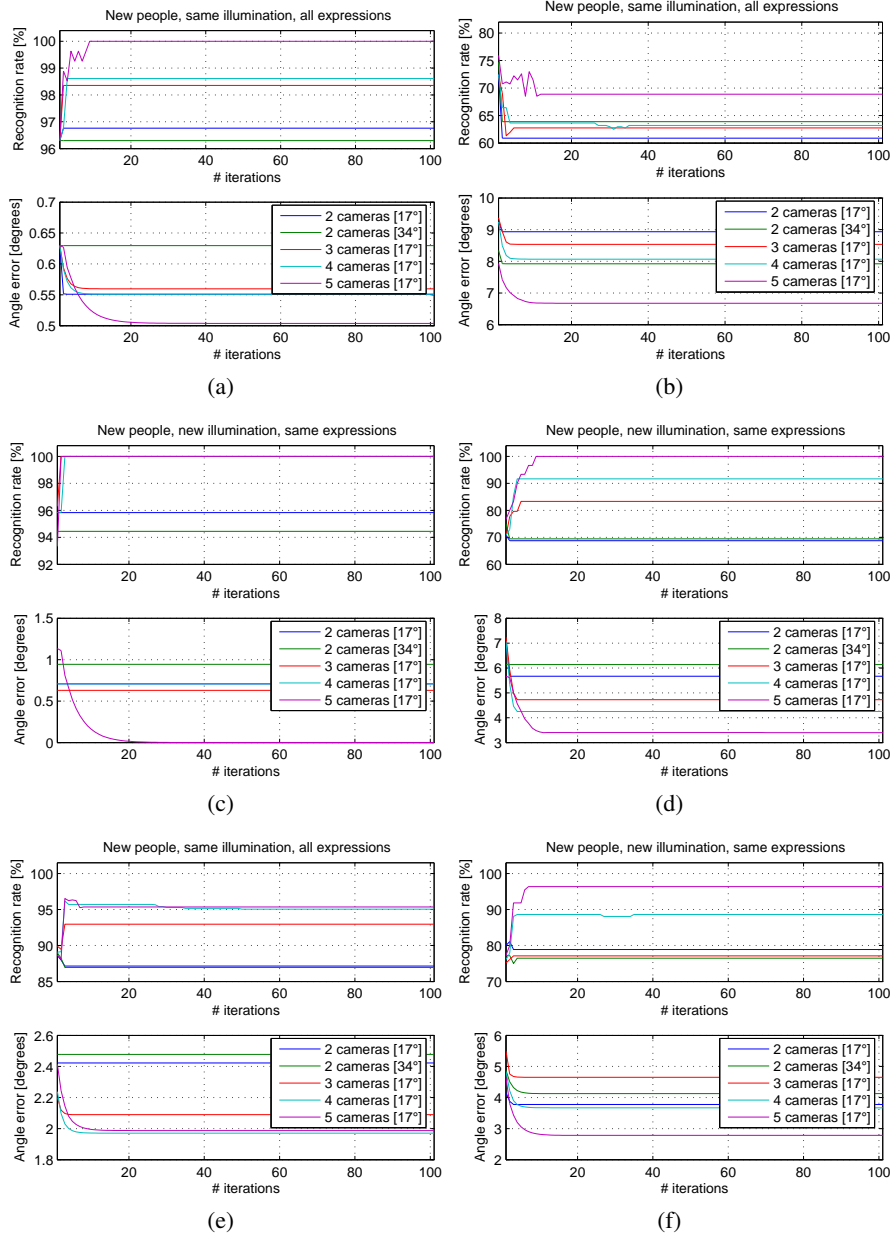 New people, same illumination, all expressions
Recognition rate [%]
100
99
98
97
96
20 40 60 80 100
# iterations
Angle error [degrees]
0.7
0.65
0.6
0.55
0.5
2 cameras [17°]
2 cameras [34°]
3 cameras [17°]
4 cameras [17°]
5 cameras [17°]
20 40 60 80 100
# iterations
(a)
New people, same illumination, all expressions
Recognition rate [%]
80
75
70
65
60
20 40 60 80 100
# iterations
Angle error [degrees]
10
9
8
7
6
2 cameras [17°]
2 cameras [34°]
3 cameras [17°]
4 cameras [17°]
5 cameras [17°]
20 40 60 80 100
# iterations
(b)
New people, new illumination, same expressions
Recognition rate [%]
100
98
96
94
92
20 40 60 80 100
# iterations
Angle error [degrees]
1.5
1
0.5
0
2 cameras [17°]
2 cameras [34°]
3 cameras [17°]
4 cameras [17°]
5 cameras [17°]
20 40 60 80 100
# iterations
(c)
New people, new illumination, same expressions
Recognition rate [%]
100
90
80
70
60
20 40 60 80 100
# iterations
Angle error [degrees]
8
7
6
5
4
3
2 cameras [17°]
2 cameras [34°]
3 cameras [17°]
4 cameras [17°]
5 cameras [17°]
20 40 60 80 100
# iterations
(d)
New people, same illumination, all expressions
Recognition rate [%]
100
95
90
85
20 40 60 80 100
# iterations
Angle error [degrees]
2.6
2.4
2.2
2
1.8
2 cameras [17°]
2 cameras [34°]
3 cameras [17°]
4 cameras [17°]
5 cameras [17°]
20 40 60 80 100
# iterations
(e)
New people, new illumination, same expressions
Recognition rate [%]
100
90
80
70
20 40 60 80 100
# iterations
Angle error [degrees]
6
5
4
3
2
2 cameras [17°]
2 cameras [34°]
3 cameras [17°]
4 cameras [17°]
5 cameras [17°]
20 40 60 80 100
# iterations
(f)